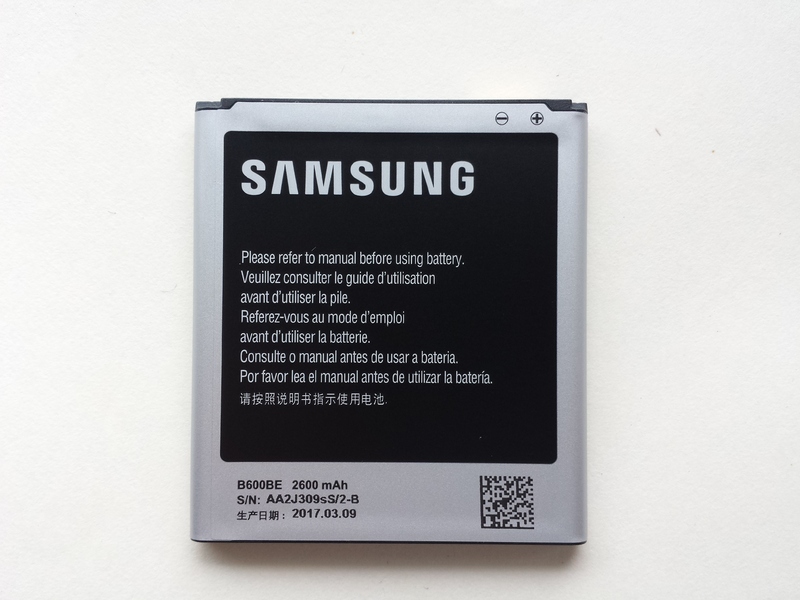 SAMSUNG
Please refer to manual before using battery.
Veuillez consulter le guide d'utilisation
avant d'utiliser la pile.
Referez-vous au mode d'emploi
avant d'utiliser la batterie.
Consulte o manual antes de usar a bateria.
Por favor lea el manual antes de utilizar la batería.
请按照说明书指示使用电池.
B600BE 2600 mAh
S/N: AA2J309sS/2-B
生产日期: 2017.03.09